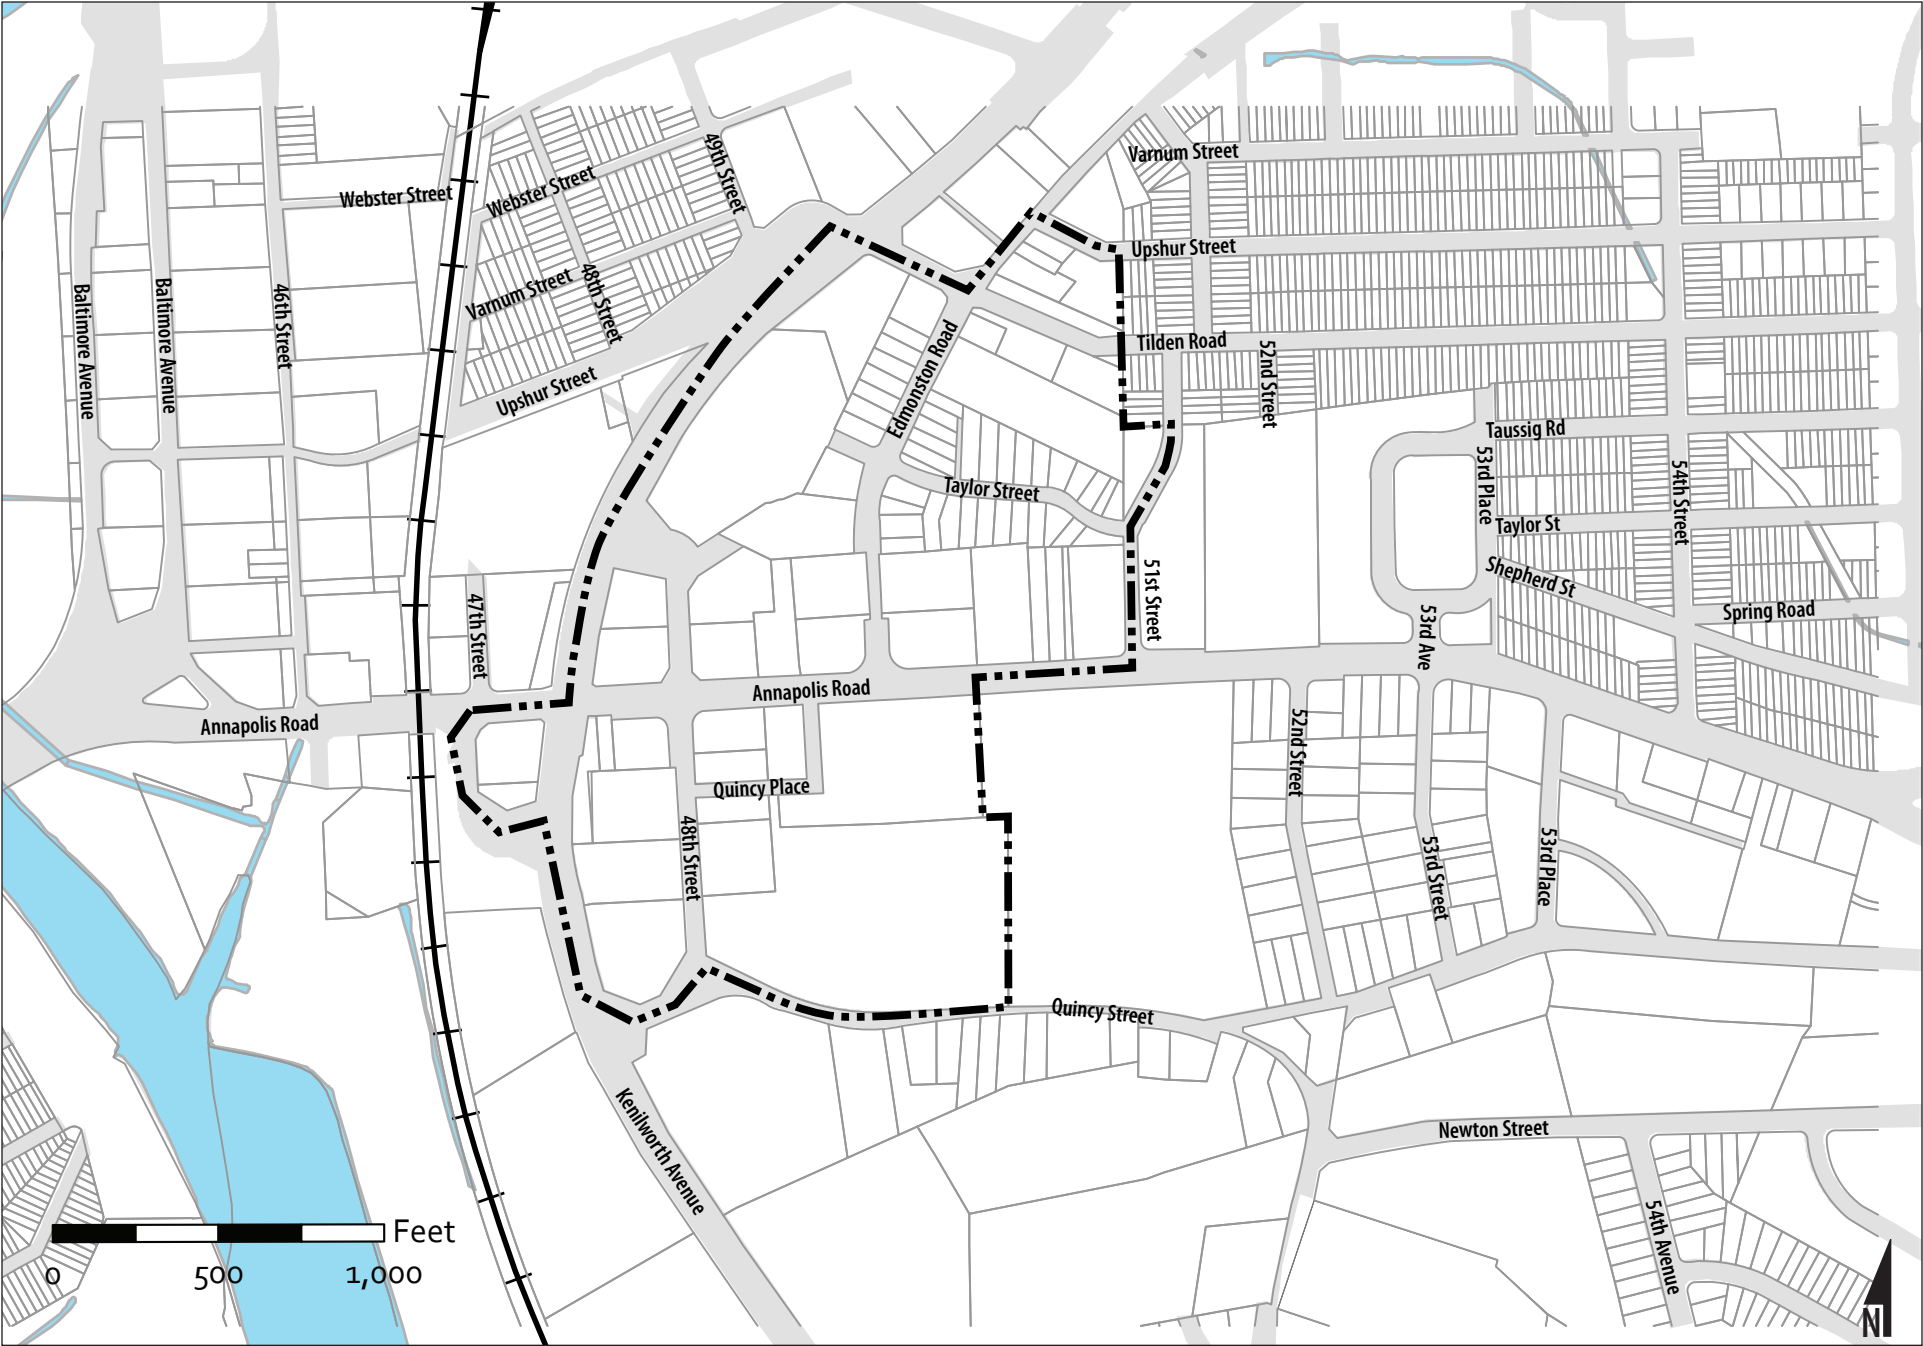 Varnum Street
49th Street
Webster Street
Webster Street
Upshur Street
Varnum Street
48th Street
Baltimore Avenue
Baltimore Avenue
46th Street
Tilden Road
52nd Street
Edmonston Road
Upshur Street
Taussig Rd
53rd Place
54th Street
Taylor Street
Taylor St
Shepherd St
51st Street
47th Street
53rd Ave
Spring Road
Annapolis Road
Annapolis Road
52nd Street
Quincy Place
48th Street
53rd Street
53rd Place
Quincy Street
Kenilworth Avenue
Newton Street
54th Avenue
Feet
0 500 1,000
N